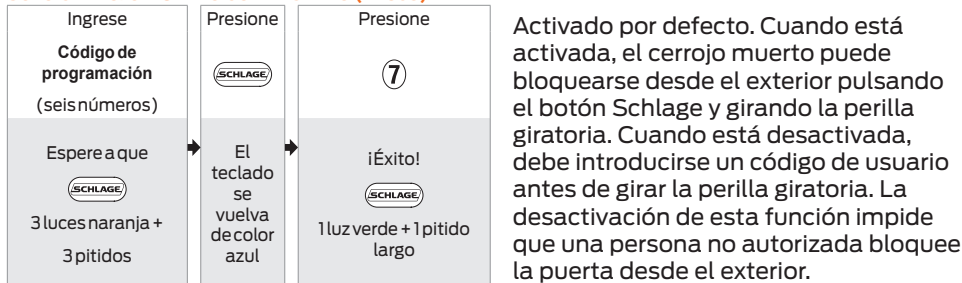 Ingrese
Código de
programación
(seis números)
Espere a que
SCHLAGE
3 luces naranja +
3 pitidos
Presione
SCHLAGE
El
teclado
se
vuelva
de color
azul
Presione
7
¡Éxito!
SCHLAGE
1 luz verde + 1 pitido
largo
Activado por defecto. Cuando está
activada, el cerrojo muerto puede
bloquearse desde el exterior pulsando
el botón Schlage y girando la perilla
giratoria. Cuando está desactivada,
debe introducirse un código de usuario
antes de girar la perilla giratoria. La
desactivación de esta función impide
que una persona no autorizada bloquee
la puerta desde el exterior.